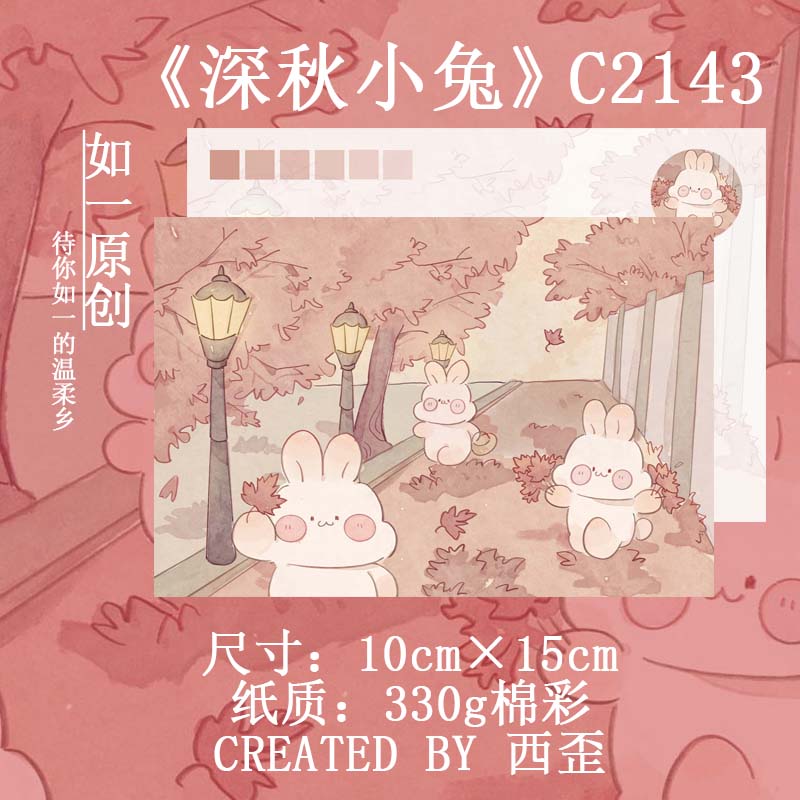 《深秋小兔》C2143
如一原创
待你如一的温柔乡
尺寸：10cm×15cm
纸质：330g棉彩
CREATED BY 西歪